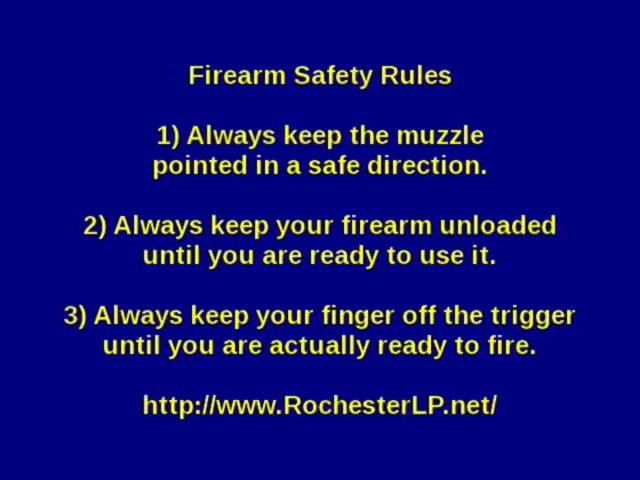 Firearm Safety Rules
1) Always keep the muzzle
pointed in a safe direction.
2) Always keep your firearm unloaded
until you are ready to use it.
3) Always keep your finger off the trigger
until you are actually ready to fire.
http://www.RochesterLP.net/